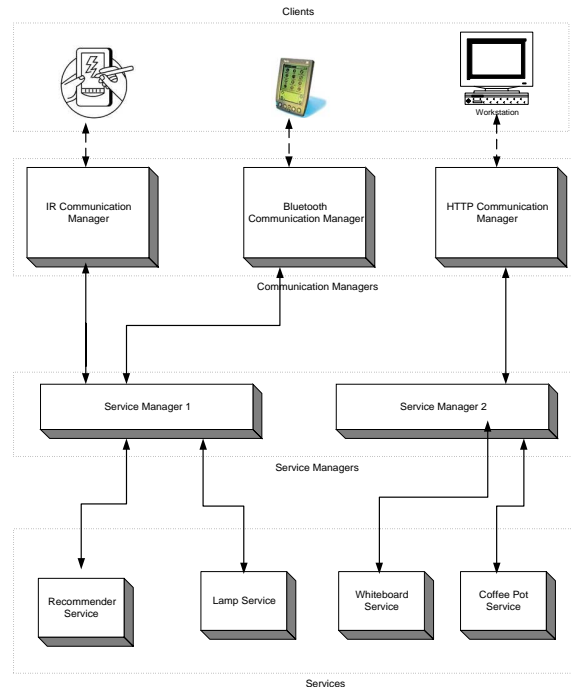 Clients
Workstation
IR Communication
Manager
Bluetooth
Communication Manager
HTTP Communication
Manager
Communication Managers
Service Manager 1
Service Manager 2
Service Managers
Recommender
Service
Lamp Service
Whiteboard
Service
Coffee Pot
Service
Services